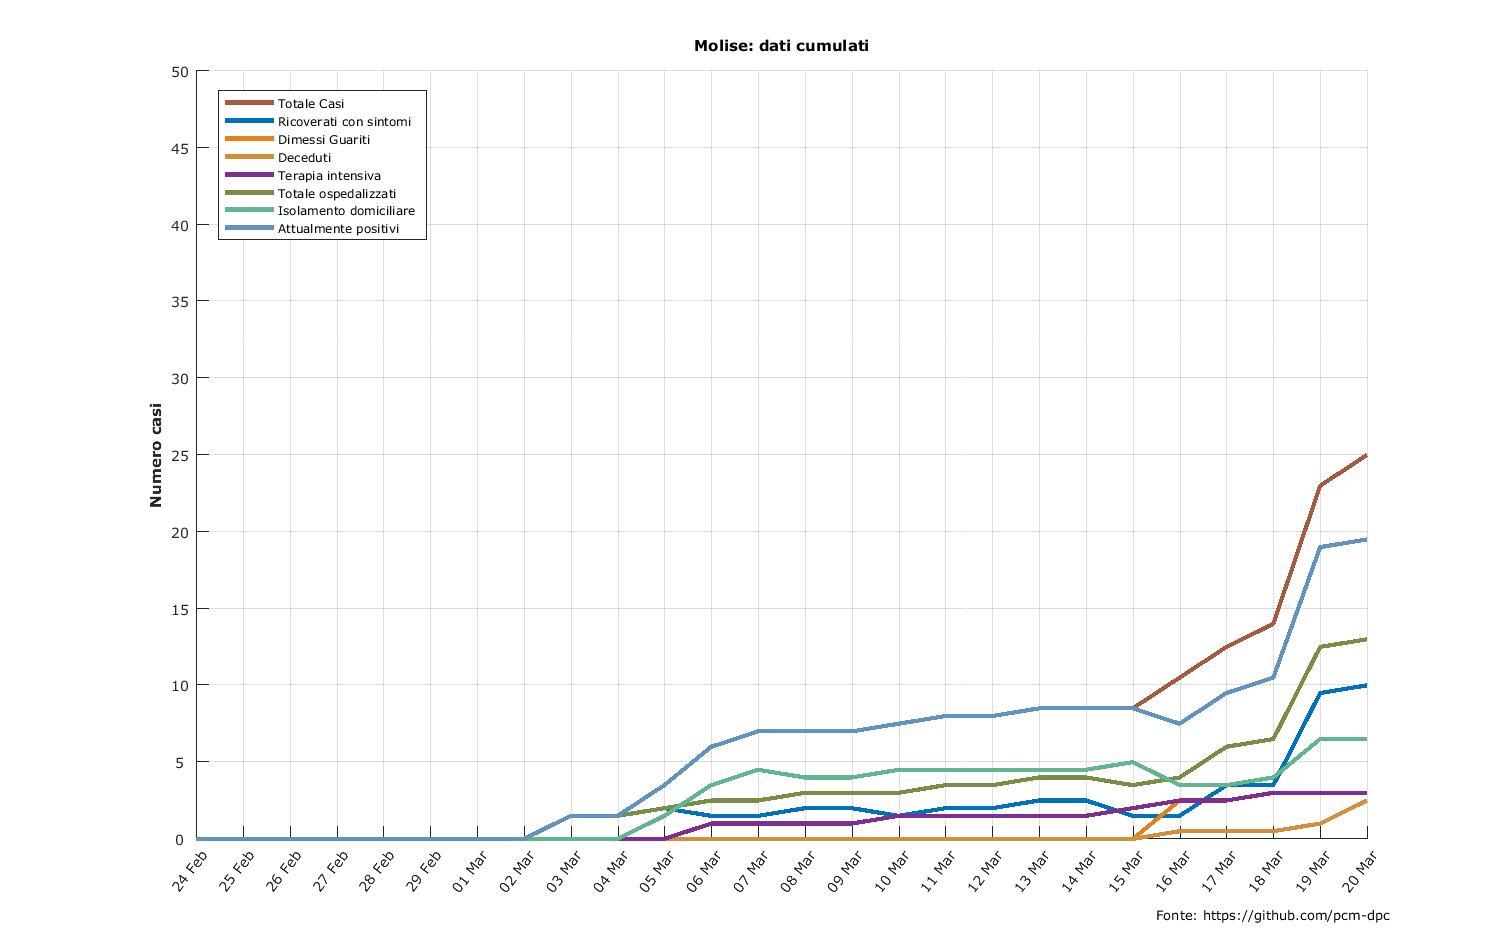 Molise: dati cumulati
50
45
40
35
30
25
20
15
10
5
0
Numero casi
Totale Casi
Ricoverati con sintomi
Dimessi Guariti
Deceduti
Terapia intensiva
Totale ospedalizzati
Isolamento domiciliare
Attualmente positivi
24 Feb
25 Feb
26 Feb
27 Feb
28 Feb
29 Feb
01 Mar
02 Mar
03 Mar
04 Mar
05 Mar
06 Mar
07 Mar
08 Mar
09 Mar
10 Mar
11 Mar
12 Mar
13 Mar
14 Mar
15 Mar
16 Mar
17 Mar
18 Mar
19 Mar
20 Mar
Fonte: https://github.com/pcm-dpc